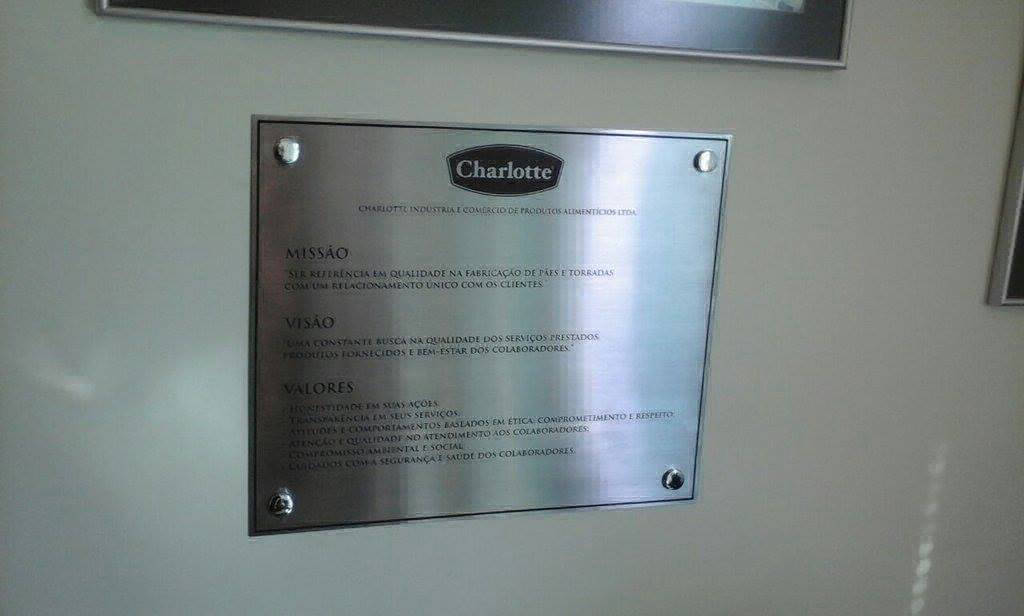 Charlotte
CHARLOTTE INDÚSTRIA E COMÉRCIO DE PRODUTOS ALIMENTÍCIOS LTDA.
MISSÃO
"SER REFERÊNCIA EM QUALIDADE NA FABRICAÇÃO DE PÃES E TORRADAS
COM UM RELACIONAMENTO ÚNICO COM OS CLIENTES."
VISÃO
"UMA CONSTANTE BUSCA NA QUALIDADE DOS SERVIÇOS PRESTADOS
PRODUTOS FORNECIDOS E BEM-ESTAR DOS COLABORADORES."
VALORES
- HONESTIDADE EM SUAS AÇÕES;
- TRANSPARÊNCIA EM SEUS SERVIÇOS;
- ATITUDES E COMPORTAMENTOS BASEADOS EM ÉTICA, COMPROMETIMENTO E RESPEITO;
- ATENÇÃO E QUALIDADE NO ATENDIMENTO AOS COLABORADORES;
- COMPROMISSO AMBIENTAL E SOCIAL;
- CUIDADOS COM A SEGURANÇA E SAÚDE DOS COLABORADORES.